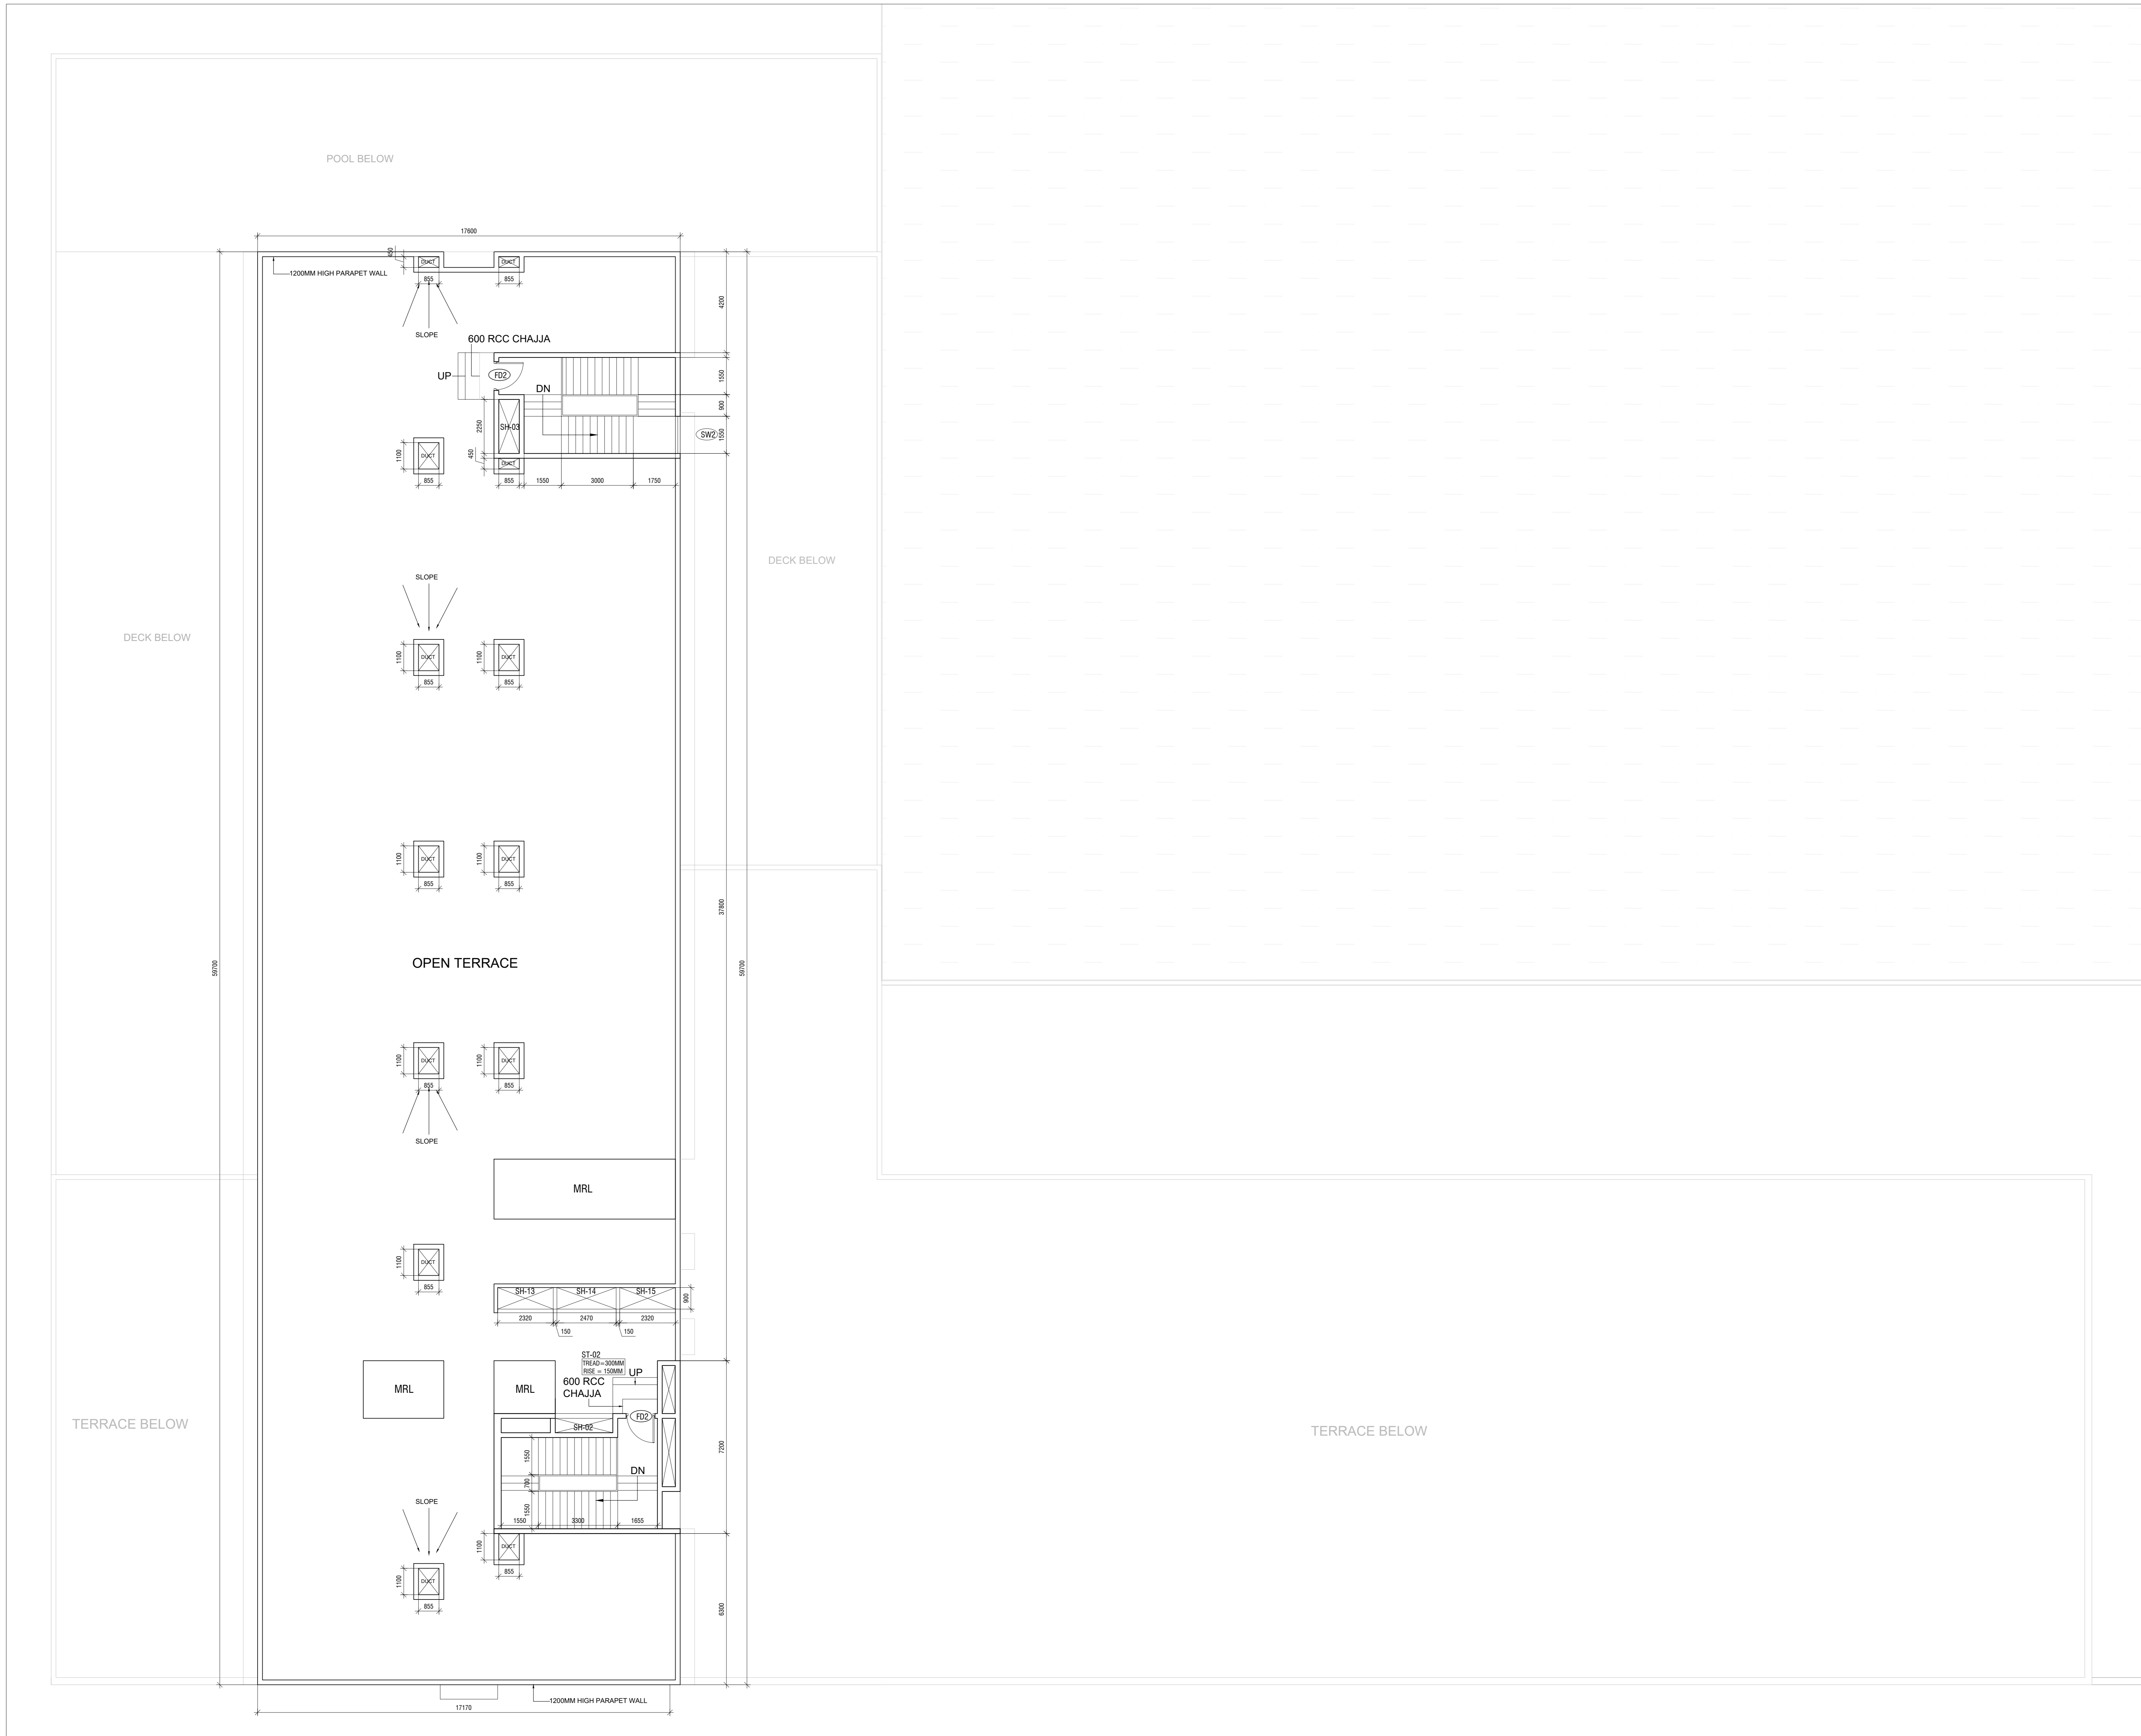 POOL BELOW
17600
450
DUCT
DUCT
1200MM HIGH PARAPET WALL
855
855
4200
SLOPE
600 RCC CHAJJA
UP
FD2
1550
DN
900
2250
SH-03
SW2
1550
1100
DUCT
450
DUCT
855
855
1550
3000
1750
DECK BELOW
SLOPE
DECK BELOW
1100
DUCT
1100
DUCT
855
855
1100
DUCT
1100
DUCT
855
855
37800
OPEN TERRACE
59700
59700
1100
DUCT
1100
DUCT
855
855
SLOPE
MRL
1100
DUCT
855
SH-13
SH-14
SH-15
900
2320
2470
2320
150
150
ST-02
TREAD=300MM
RISE = 150MM
UP
600 RCC
CHAJJA
MRL
MRL
FD2
SH-02
TERRACE BELOW
TERRACE BELOW
7200
1550
DN
700
SLOPE
1550
1550
3300
1655
1100
DUCT
855
1100
DUCT
855
6300
1200MM HIGH PARAPET WALL
17170